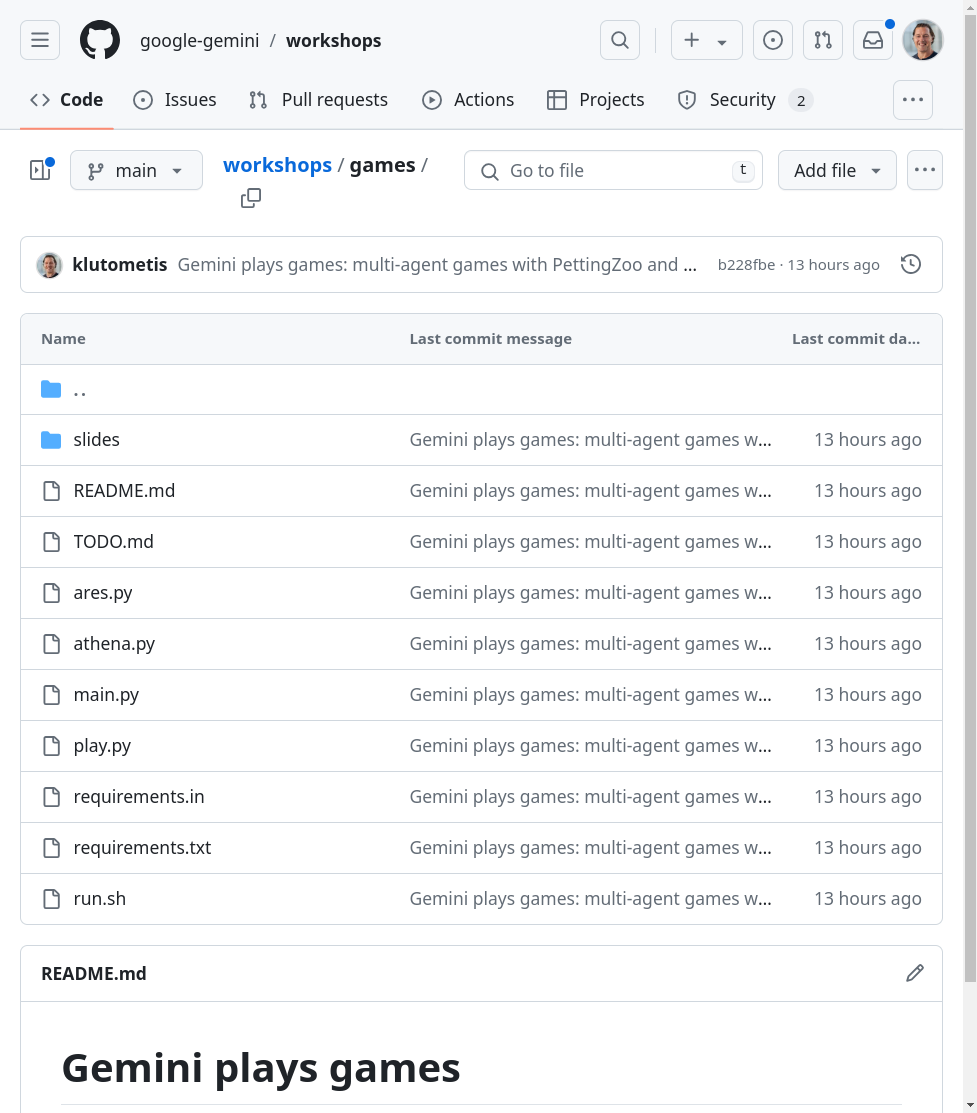 google-gemini / workshops
Code Issues Pull requests Actions Projects Security 2
main workshops / games / Go to file t Add file
klutometis Gemini plays games: multi-agent games with PettingZoo and ... b228fbe · 13 hours ago
Name Last commit message Last commit da...
..
slides Gemini plays games: multi-agent games w... 13 hours ago
README.md Gemini plays games: multi-agent games w... 13 hours ago
TODO.md Gemini plays games: multi-agent games w... 13 hours ago
ares.py Gemini plays games: multi-agent games w... 13 hours ago
athena.py Gemini plays games: multi-agent games w... 13 hours ago
main.py Gemini plays games: multi-agent games w... 13 hours ago
play.py Gemini plays games: multi-agent games w... 13 hours ago
requirements.in Gemini plays games: multi-agent games w... 13 hours ago
requirements.txt Gemini plays games: multi-agent games w... 13 hours ago
run.sh Gemini plays games: multi-agent games w... 13 hours ago
README.md
Gemini plays games